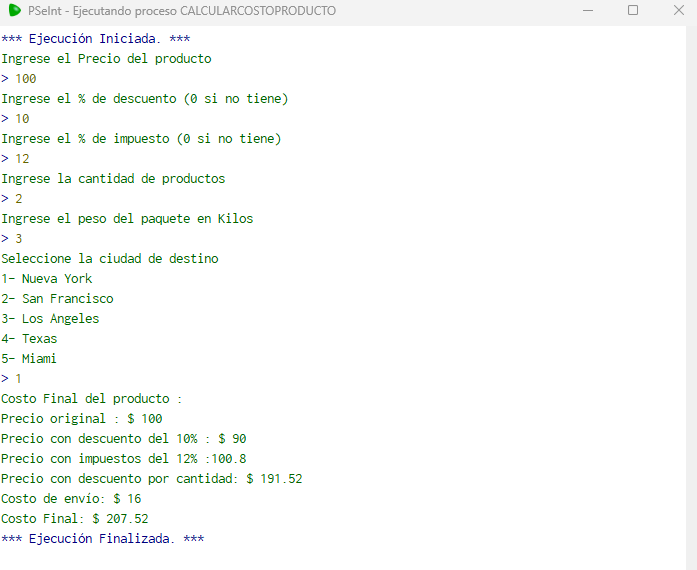 PSeInt - Ejecutando proceso CALCULARCOSTOPRODUCTO
*** Ejecución Iniciada. ***
Ingrese el Precio del producto
> 100
Ingrese el % de descuento (0 si no tiene)
> 10
Ingrese el % de impuesto (0 si no tiene)
> 12
Ingrese la cantidad de productos
> 2
Ingrese el peso del paquete en Kilos
> 3
Seleccione la ciudad de destino
1- Nueva York
2- San Francisco
3- Los Angeles
4- Texas
5- Miami
> 1
Costo Final del producto :
Precio original : $ 100
Precio con descuento del 10% : $ 90
Precio con impuestos del 12% :100.8
Precio con descuento por cantidad: $ 191.52
Costo de envío: $ 16
Costo Final: $ 207.52
*** Ejecución Finalizada. ***